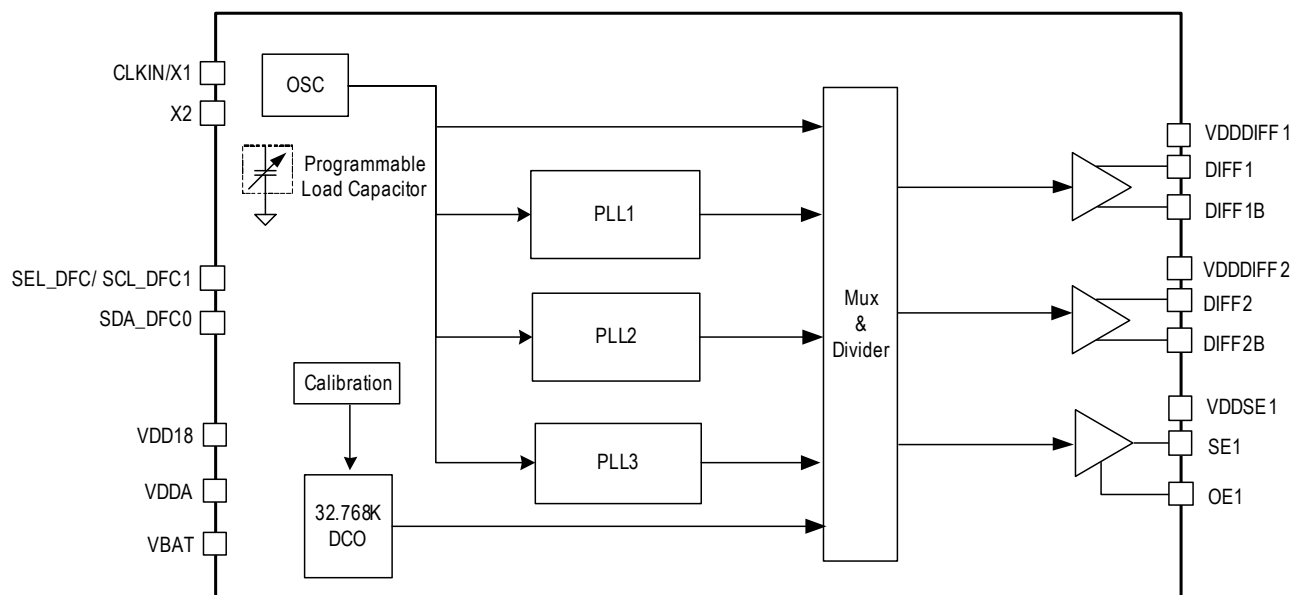 CLKIN/X1
X2
SEL_DFC/ SCL_DFC1
SDA_DFC0
VDD18
VDDA
VBAT
OSC
Programmable
Load Capacitor
Calibration
32.768K
DCO
PLL1
PLL2
PLL3
Mux
&
Divider
VDDDIFF1
DIFF1
DIFF1B
VDDDIFF2
DIFF2
DIFF2B
VDDSE1
SE1
OE1